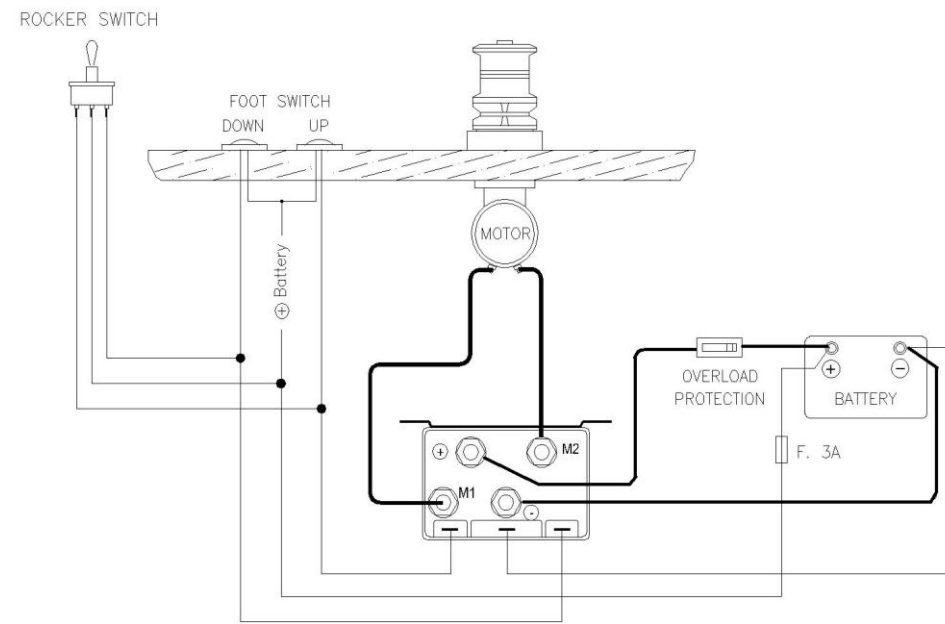 ROCKER SWITCH
FOOT SWITCH
DOWN UP
MOTOR
⊕ Battery
OVERLOAD
PROTECTION
+ −
BATTERY
F. 3A
+ M2
M1
-